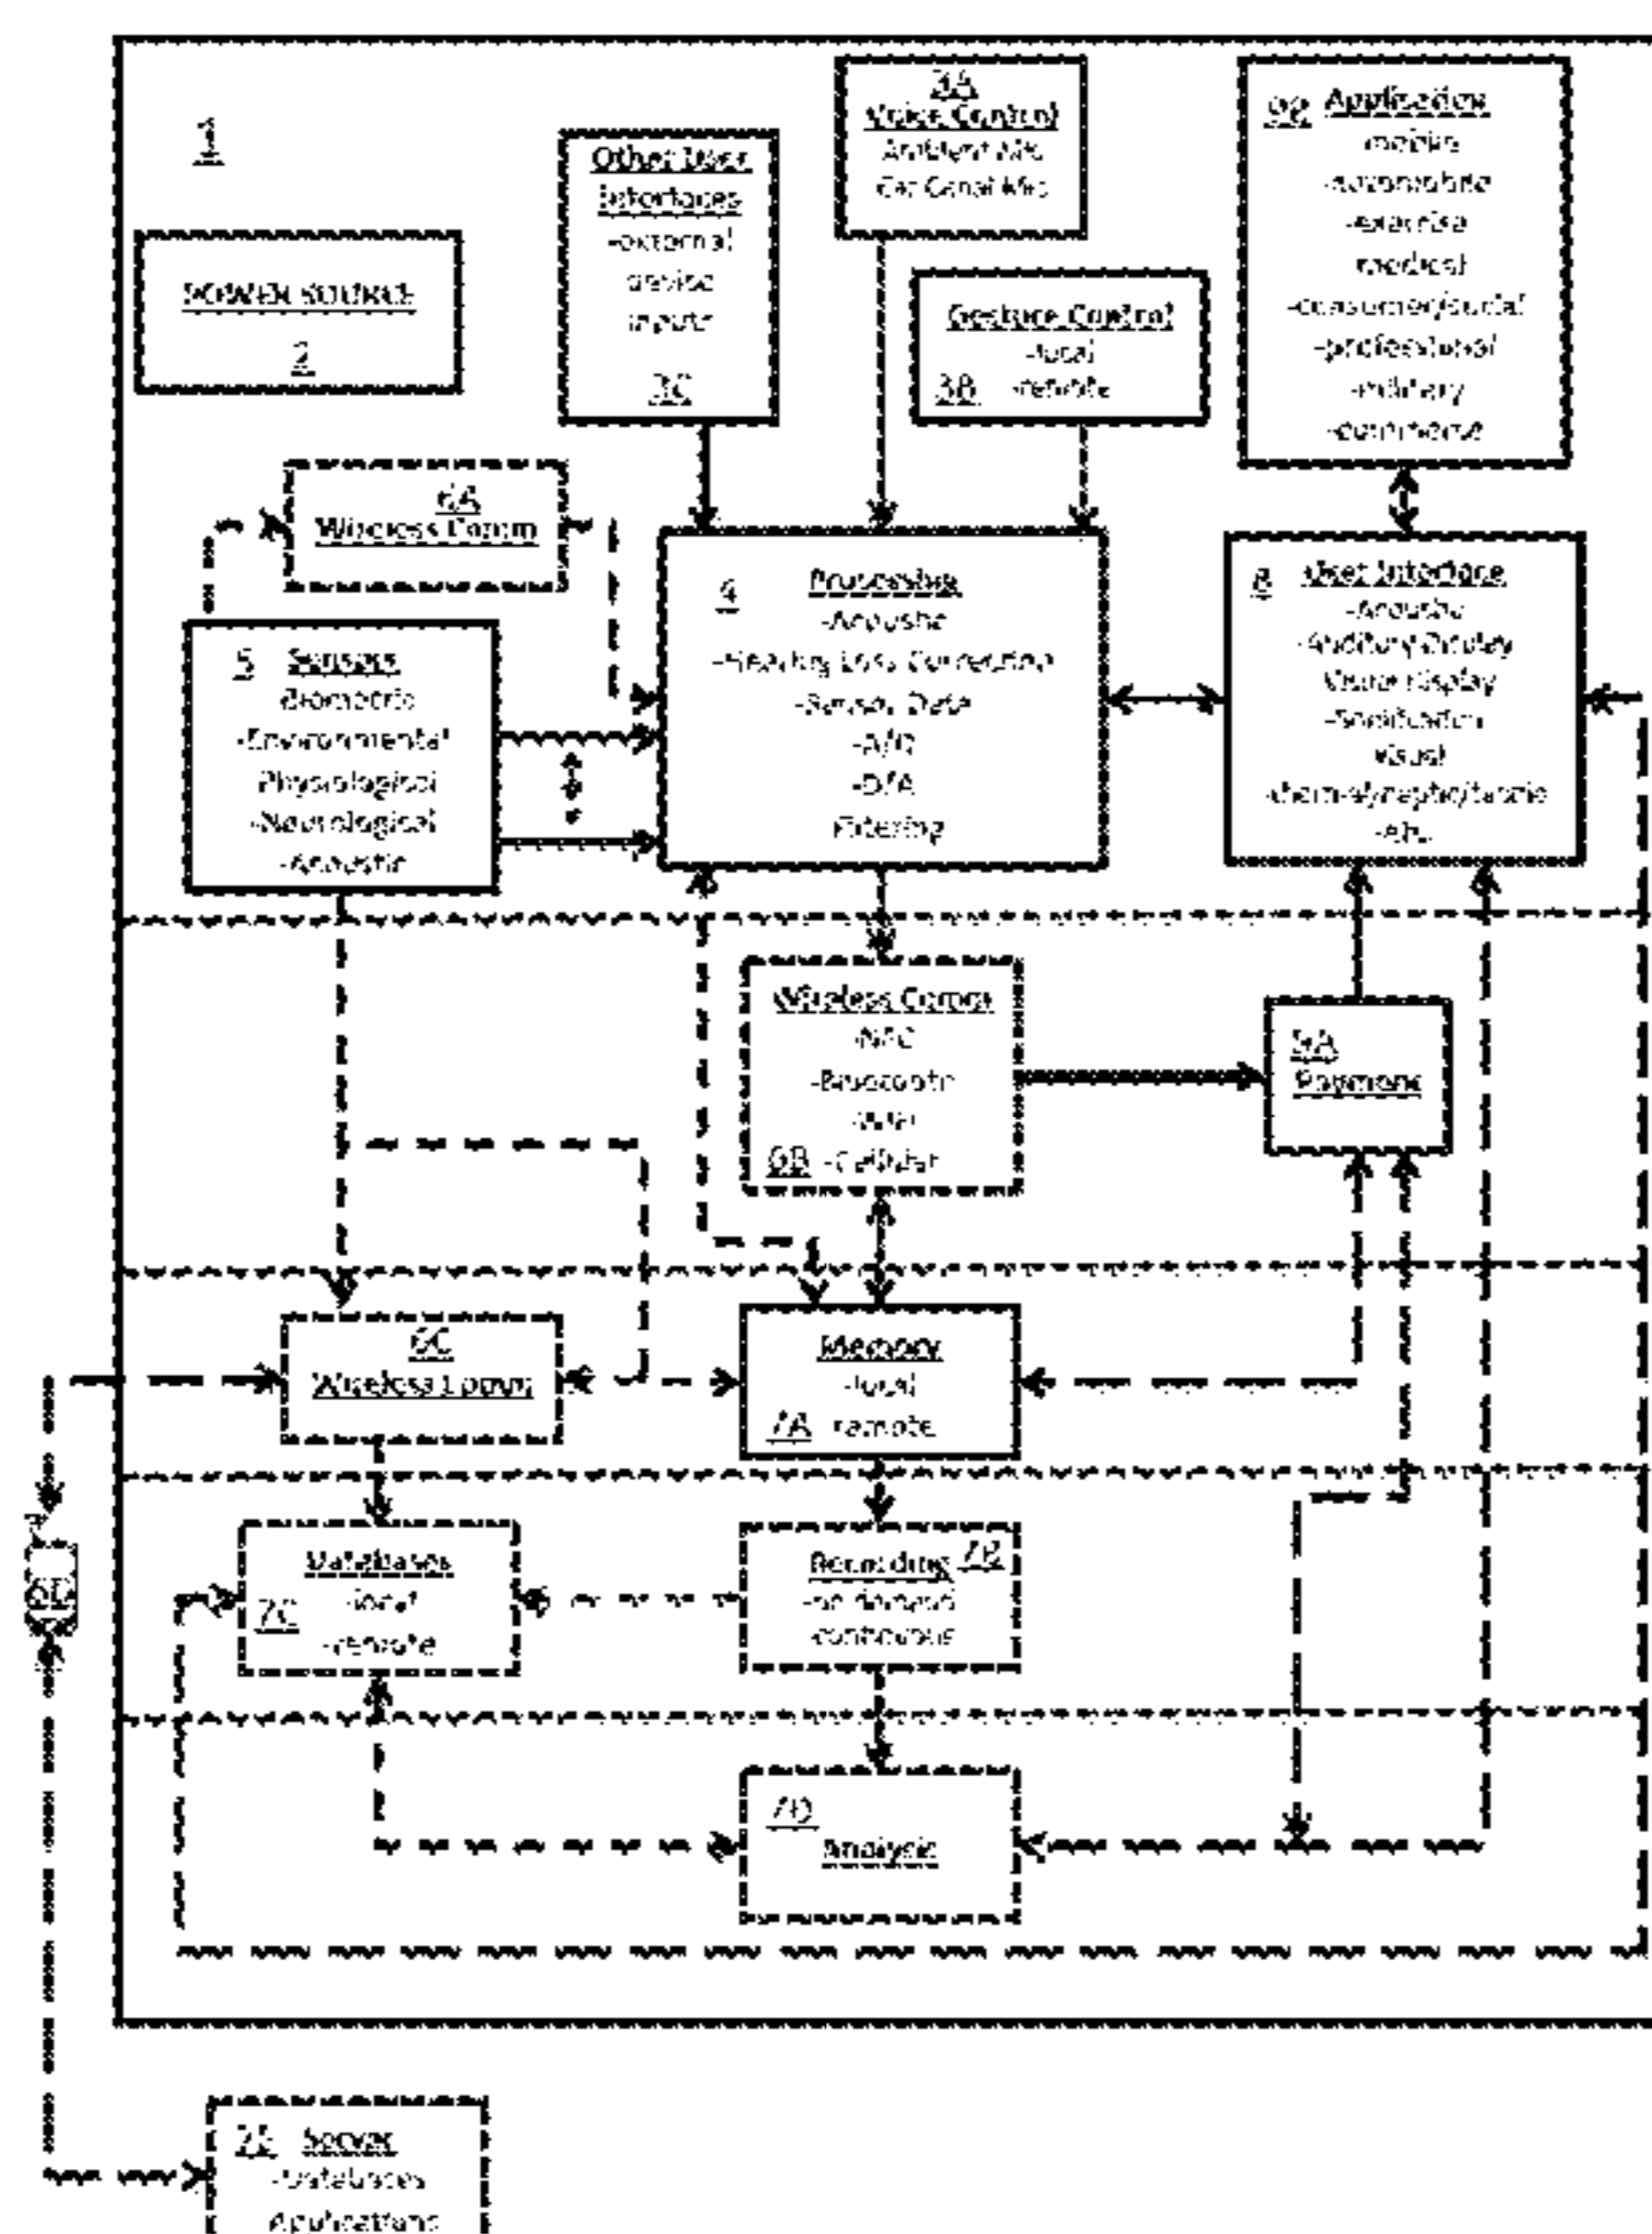 1
POWER SOURCE
2
Other User
Interfaces
-external
device
inputs
3C
3A
Voice Control
Ambient Mic
Ear Canal Mic
Gesture Control
-local
3B -remote
Application
-mobile
-automobile
-exercise
-medical
-consumer/social
-professional
-military
-commerce
6A
Wireless Comm
5 Sensors
-Biometric
-Environmental
-Physiological
-Neurological
-Acoustic
4 Processing
-Acoustic
-Hearing Loss Correction
-Sensor Data
-A/D
-D/A
-Filtering
8 User Interface
-Acoustic
-Auditory Display
-Visual Display
-Sonification
-Visual
Wireless Comm
-NFC
-Bluetooth
6B -Cellular
9A
Payment
6C
Wireless Comm
Memory
-local
7A -remote
Databases
-local
7C
-remote
Recording 7B
-on demand
-continuous
6D
7D
Analysis
7E Server
-Databases
-Applications